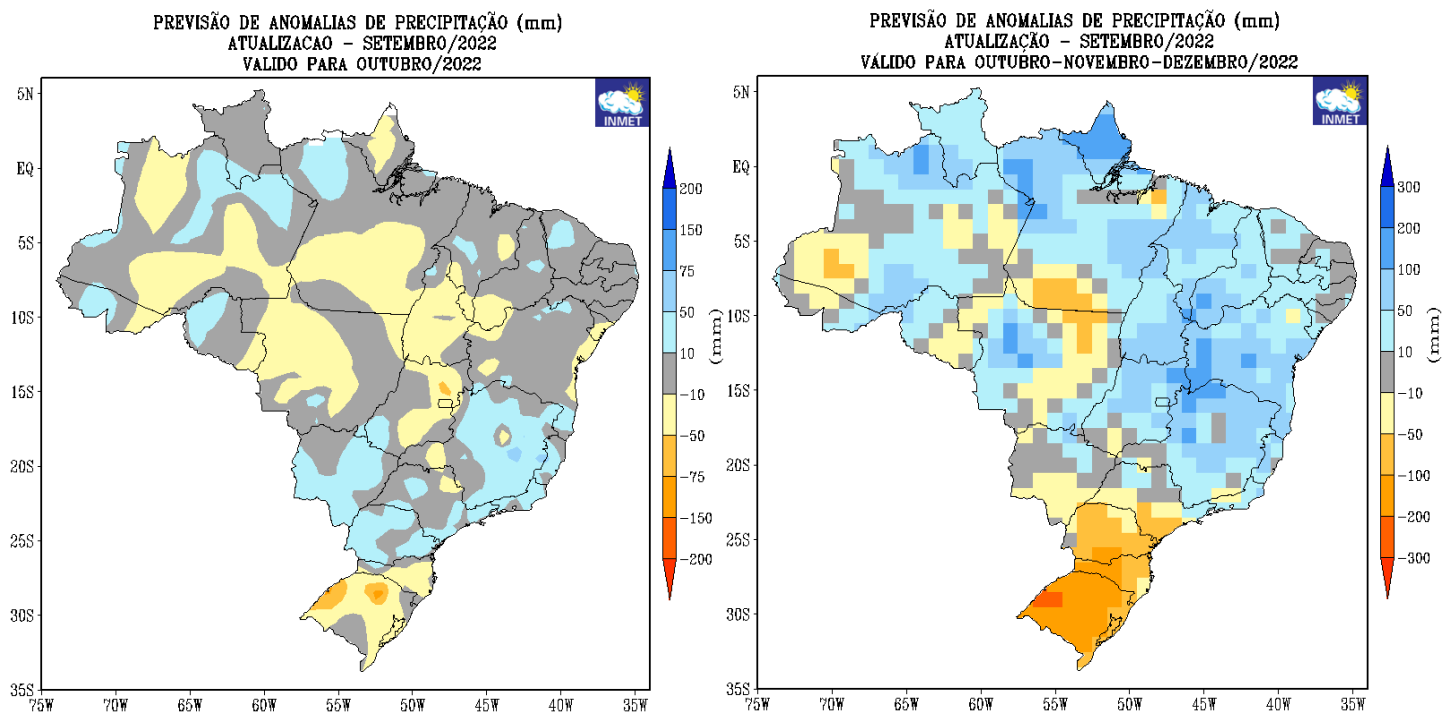 PREVISÃO DE ANOMALIAS DE PRECIPITAÇÃO (mm)
ATUALIZACAO - SETEMBRO/2022
VALIDO PARA OUTUBRO/2022
INMET
5N
EQ
5S
10S
15S
20S
25S
30S
35S
75W
70W
65W
60W
55W
50W
45W
40W
35W
200
150
75
50
10
-10
-50
-75
-150
-200
(mm)
PREVISÃO DE ANOMALIAS DE PRECIPITAÇÃO (mm)
ATUALIZAÇÃO - SETEMBRO/2022
VÁLIDO PARA OUTUBRO-NOVEMBRO-DEZEMBRO/2022
INMET
5N
EQ
5S
10S
15S
20S
25S
30S
35S
75W
70W
65W
60W
55W
50W
45W
40W
35W
300
200
100
50
10
-10
-50
-100
-200
-300
(mm)